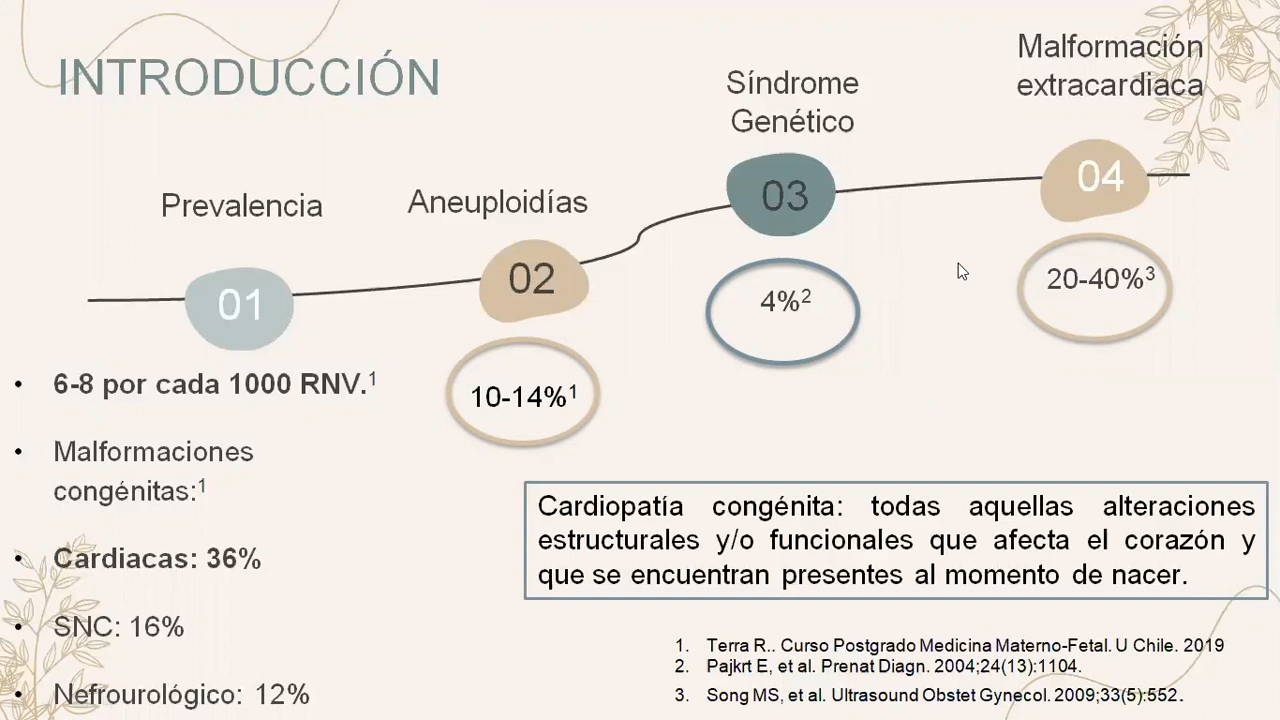 INTRODUCCIÓN
Prevalencia
01
• 6-8 por cada 1000 RNV.¹
• Malformaciones
congénitas:¹
• Cardiacas: 36%
• SNC: 16%
• Nefrourológico: 12%
Aneuploidías
02
10-14%¹
Síndrome
Genético
03
4%²
Malformación
extracardiaca
04
20-40%³
Cardiopatía congénita: todas aquellas alteraciones
estructurales y/o funcionales que afecta el corazón y
que se encuentran presentes al momento de nacer.
1. Terra R.. Curso Postgrado Medicina Materno-Fetal. U Chile. 2019
2. Pajkrt E, et al. Prenat Diagn. 2004;24(13):1104.
3. Song MS, et al. Ultrasound Obstet Gynecol. 2009;33(5):552.